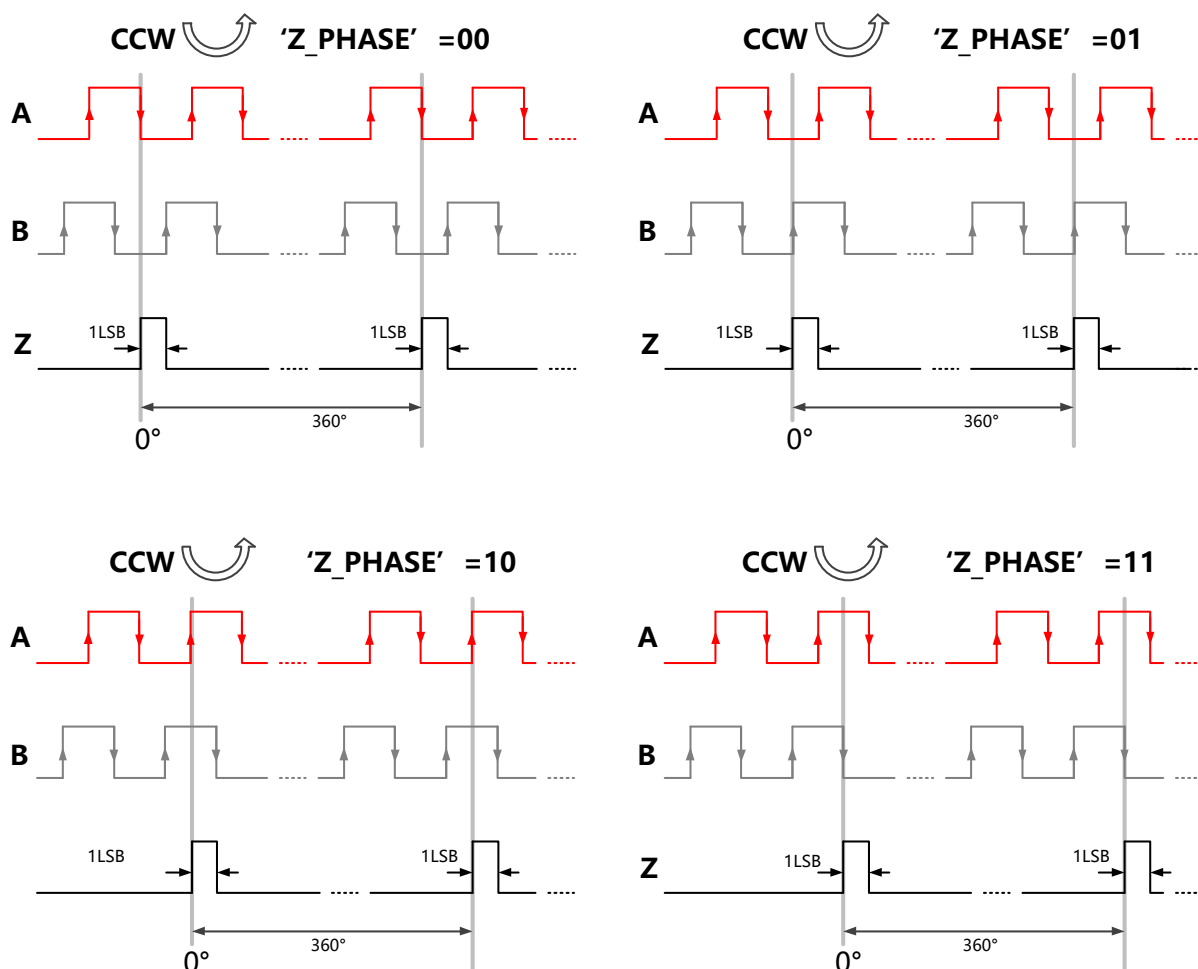 CCW 'Z_PHASE' =00
A
B
1LSB 1LSB
Z
360°
0°
CCW 'Z_PHASE' =01
A
B
1LSB 1LSB
Z
360°
0°
CCW 'Z_PHASE' =10
A
B
1LSB 1LSB
360°
0°
CCW 'Z_PHASE' =11
A
B
1LSB 1LSB
Z
360°
0°